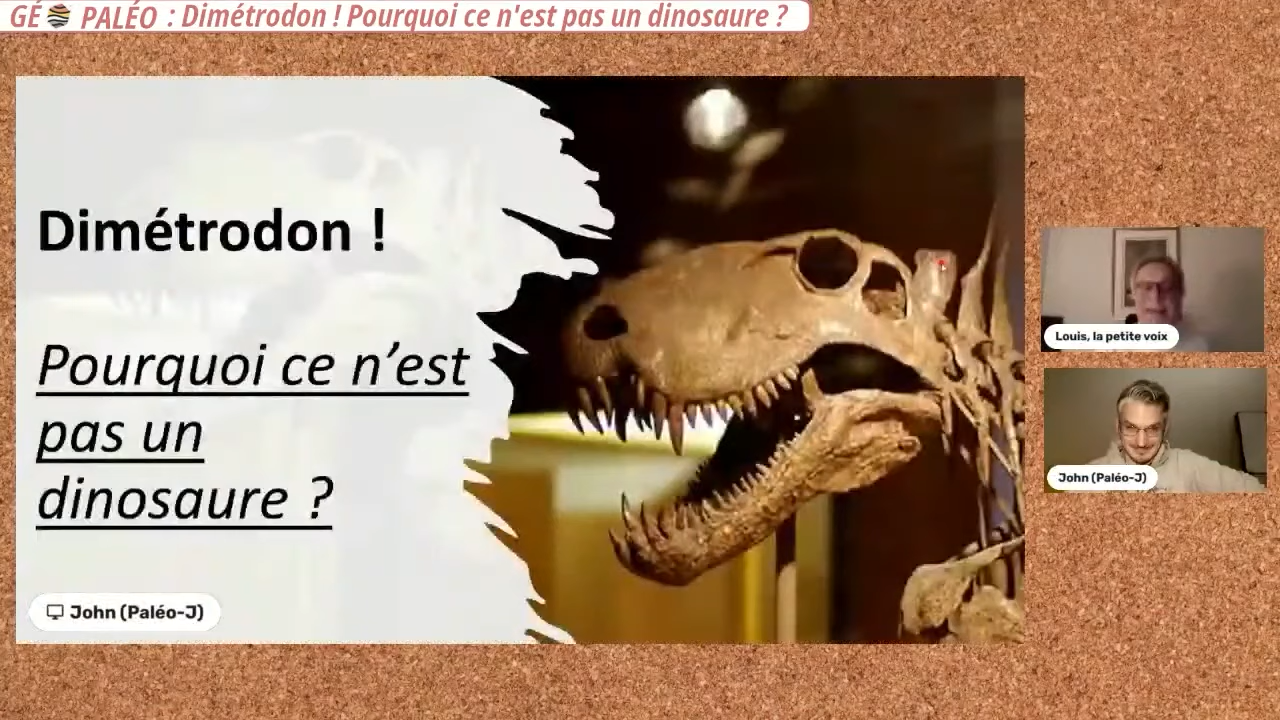 GÉ PALÉO : Dimétrodon ! Pourquoi ce n'est pas un dinosaure ?
Dimétrodon !
Pourquoi ce n’est
pas un
dinosaure ?
John (Paléo-J)
Louis, la petite voix
John (Paléo-J)